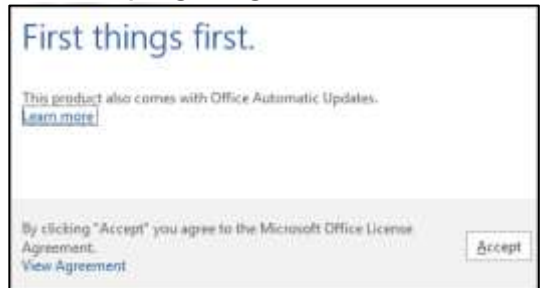 First things first.
This product also comes with Office Automatic Updates.
Learn more
By clicking "Accept" you agree to the Microsoft Office License
Agreement.
View Agreement
Accept